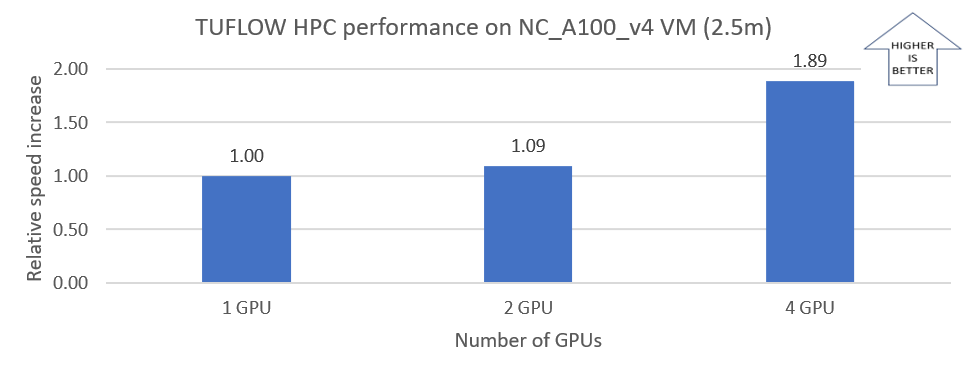 TUFLOW HPC performance on NC_A100_v4 VM (2.5m)
HIGHER
IS
BETTER
Relative speed increase
2.00
1.50
1.00
0.50
0.00
1.00
1.09
1.89
1 GPU
2 GPU
4 GPU
Number of GPUs